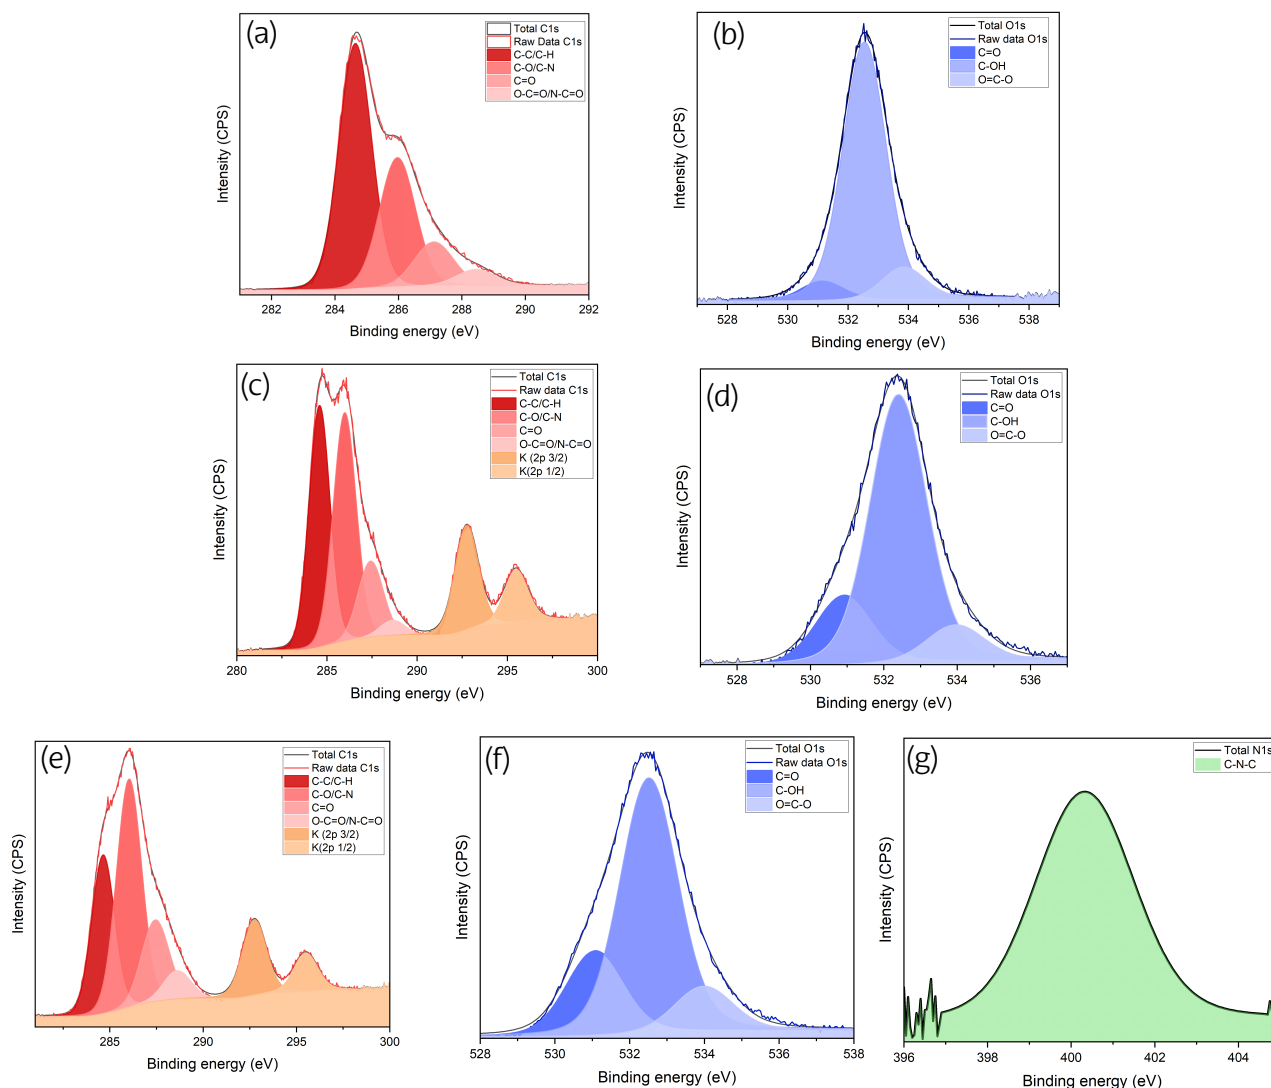 (a)
Total C1s
Raw Data C1s
C-C/C-H
C-O/C-N
C=O
O-C=O/N-C=O
Intensity (CPS)
282 284 286 288 290 292
Binding energy (eV)
(b)
Total O1s
Raw data O1s
C=O
C-OH
O=C-O
Intensity (CPS)
528 530 532 534 536 538
Binding energy (eV)
(c)
Total C1s
Raw data C1s
C-C/C-H
C-O/C-N
C=O
O-C=O/N-C=O
K (2p 3/2)
K(2p 1/2)
Intensity (CPS)
280 285 290 295 300
Binding energy (eV)
(d)
Total O1s
Raw data O1s
C=O
C-OH
O=C-O
Intensity (CPS)
528 530 532 534 536
Binding energy (eV)
(e)
Total C1s
Raw data C1s
C-C/C-H
C-O/C-N
C=O
O-C=O/N-C=O
K (2p 3/2)
K(2p 1/2)
Intensity (CPS)
285 290 295 300
Binding energy (eV)
(f)
Total O1s
Raw data O1s
C=O
C-OH
O=C-O
Intensity (CPS)
528 530 532 534 536 538
Binding energy (eV)
(g)
Total N1s
C-N-C
Intensity (CPS)
396 398 400 402 404
Binding energy (eV)